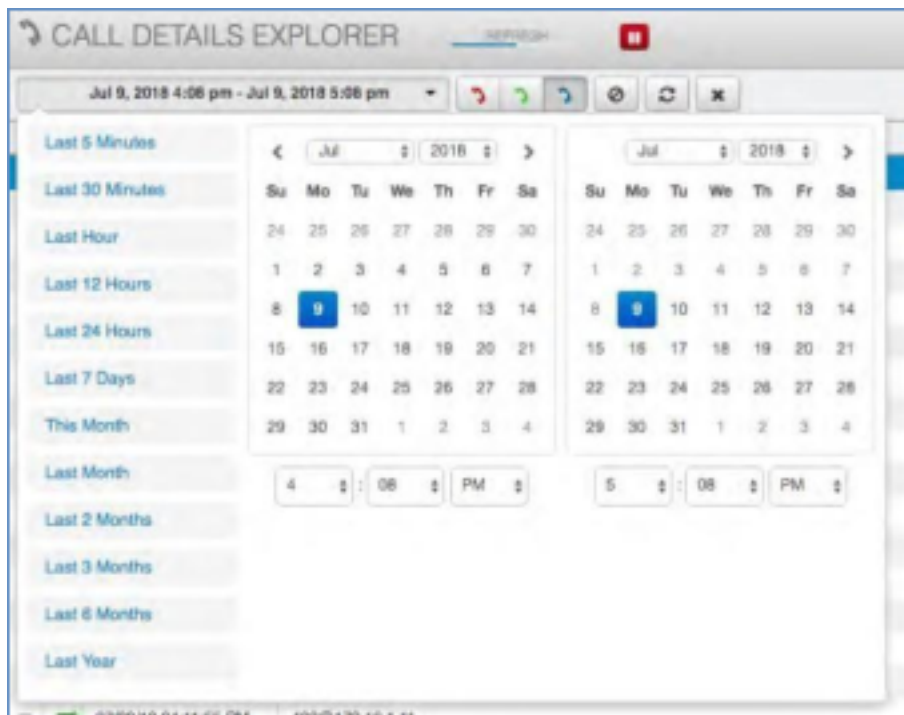 CALL DETAILS EXPLORER REFRESH
Jul 9, 2018 4:08 pm - Jul 9, 2018 5:08 pm
Last 5 Minutes
Last 30 Minutes
Last Hour
Last 12 Hours
Last 24 Hours
Last 7 Days
This Month
Last Month
Last 2 Months
Last 3 Months
Last 6 Months
Last Year
Jul 2018
Su Mo Tu We Th Fr Sa
24 25 26 27 28 29 30
1 2 3 4 5 6 7
8 9 10 11 12 13 14
15 16 17 18 19 20 21
22 23 24 25 26 27 28
29 30 31 1 2 3 4
4 : 08 PM
Jul 2018
Su Mo Tu We Th Fr Sa
24 25 26 27 28 29 30
1 2 3 4 5 6 7
8 9 10 11 12 13 14
15 16 17 18 19 20 21
22 23 24 25 26 27 28
29 30 31 1 2 3 4
5 : 08 PM